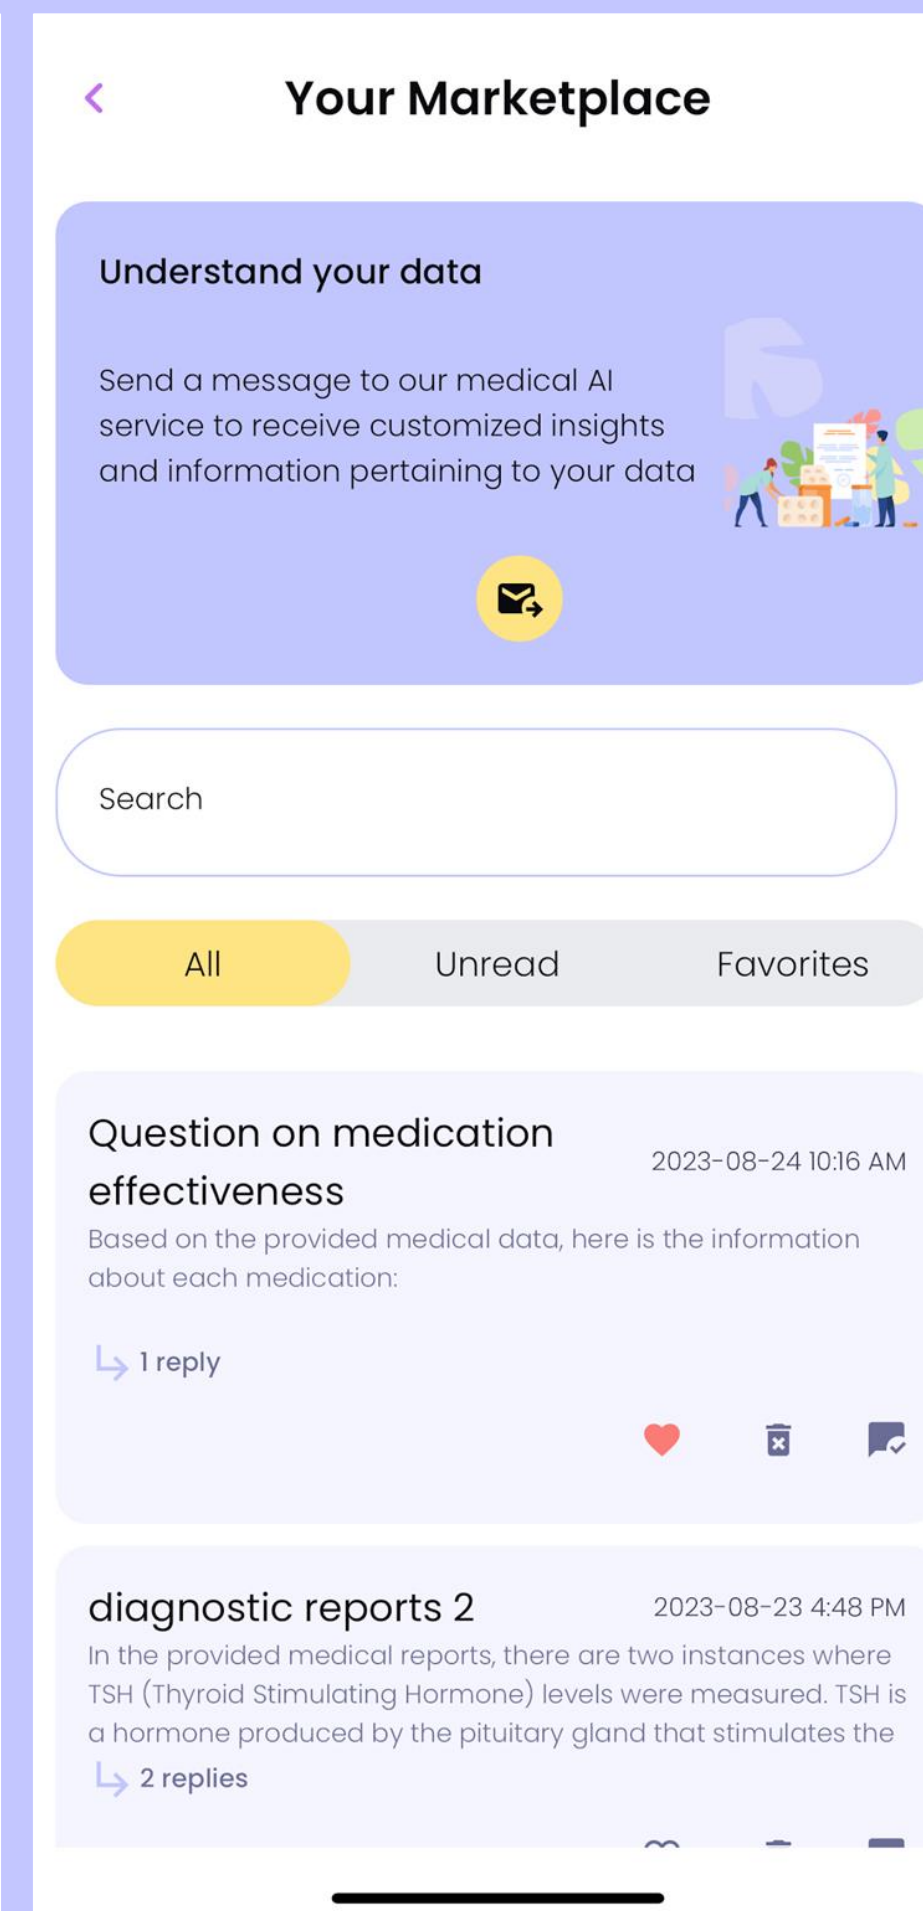 Your Marketplace
Understand your data
Send a message to our medical AI
service to receive customized insights
and information pertaining to your data
Search
All Unread Favorites
Question on medication
effectiveness
2023-08-24 10:16 AM
Based on the provided medical data, here is the information
about each medication:
1 reply
diagnostic reports 2 2023-08-23 4:48 PM
In the provided medical reports, there are two instances where
TSH (Thyroid Stimulating Hormone) levels were measured. TSH is
a hormone produced by the pituitary gland that stimulates the
2 replies